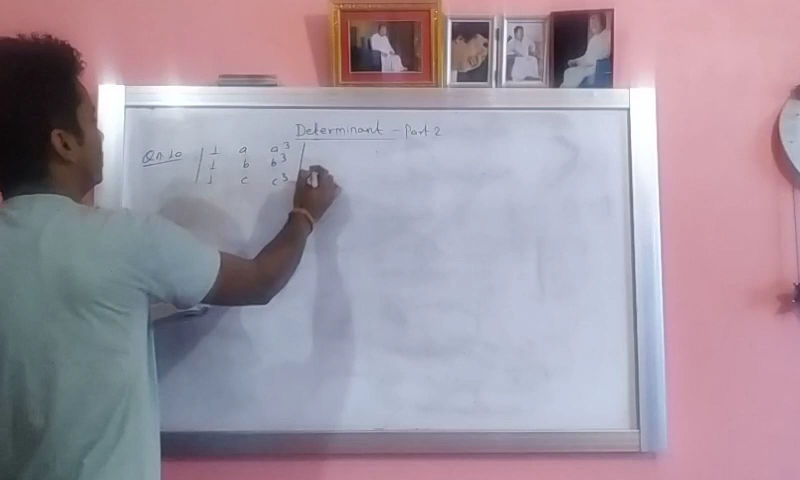 Determinant - Part 2
Qn.10 | 1 a a³ |
| 1 b b³ |
| 1 c c³ |